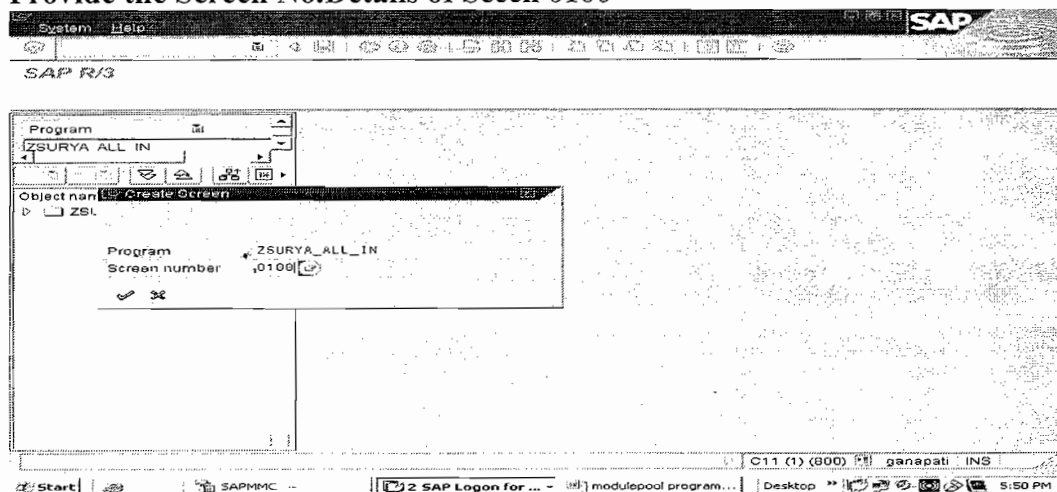 Provide the Screen No.Details of Screen 0100
System Help
SAP
SAP R/3
Program
ZSURYA ALL IN
Object nam
Create Screen
ZSU
Program ZSURYA_ALL_IN
Screen number 0100
C11 (1) (800) ganapati INS
Start SAPMMC 2 SAP Logon for ... modulepool program... Desktop 5:50 PM